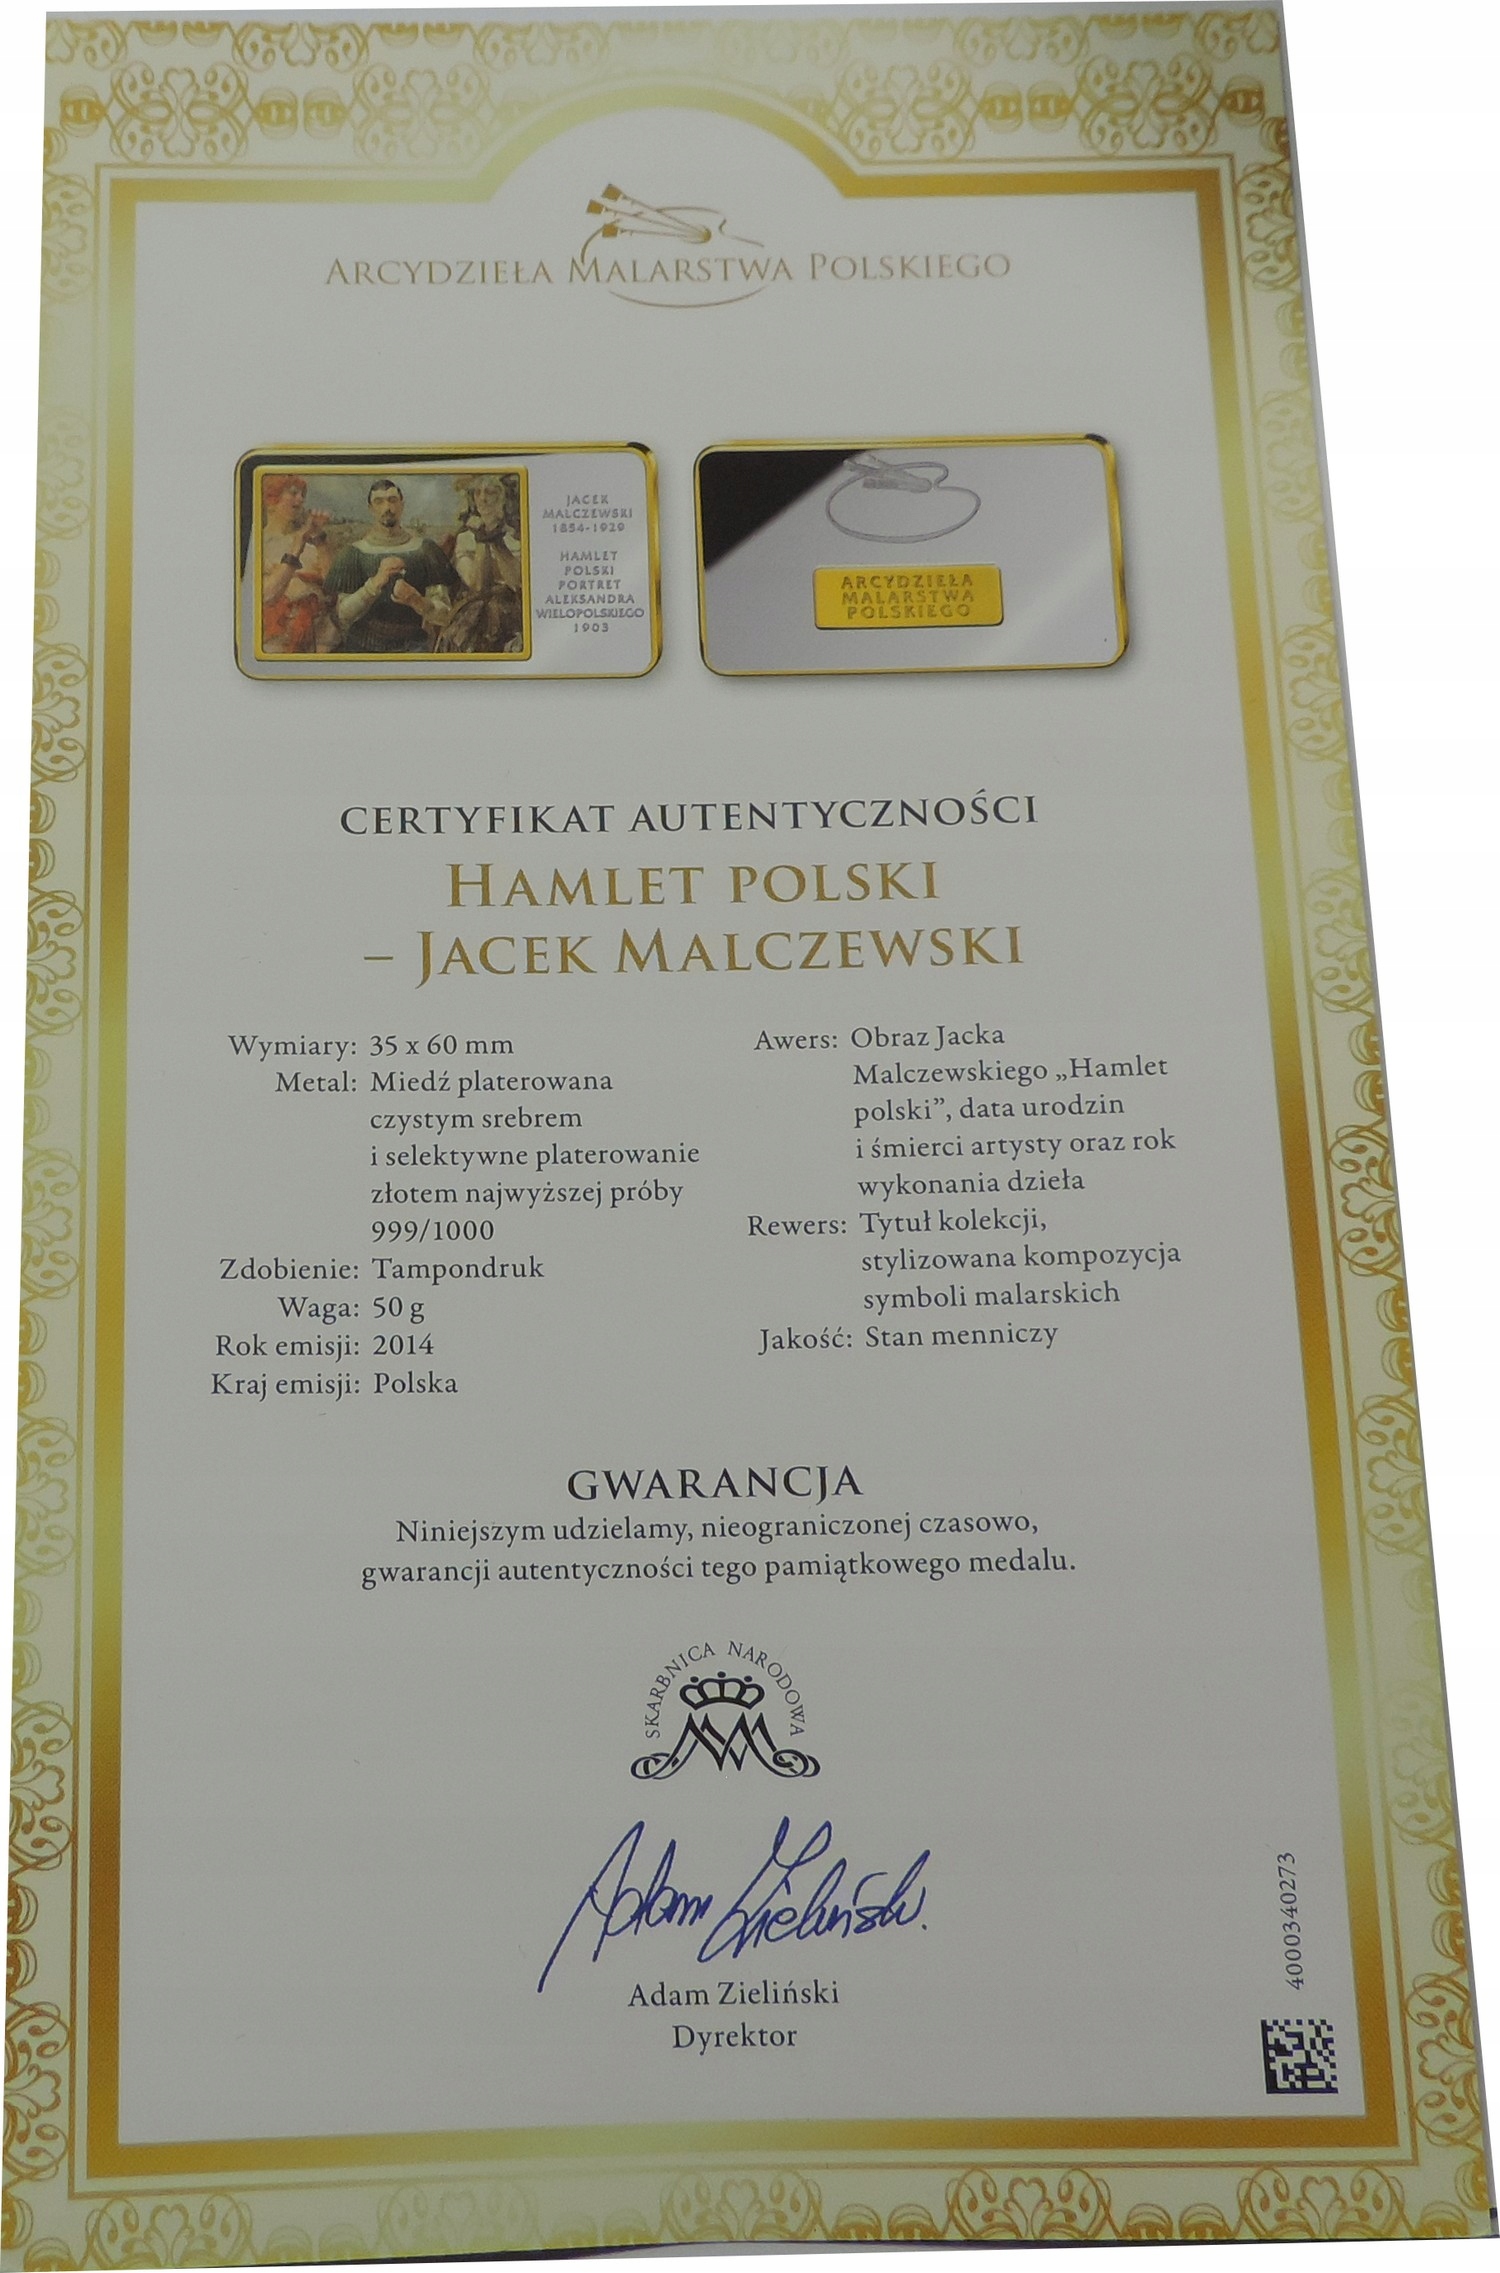 ARCYDZIEŁA MALARSTWA POLSKIEGO
JACEK
MALCZEWSKI
1854-1929
HAMLET
POLSKI
PORTRET
ALEKSANDRA
WIELOPOLSKIEGO
1903
ARCYDZIEŁA
MALARSTWA
POLSKIEGO
CERTYFIKAT AUTENTYCZNOŚCI
HAMLET POLSKI
– JACEK MALCZEWSKI
Wymiary: 35 x 60 mm
Metal: Miedź platerowana
czystym srebrem
i selektywne platerowanie
złotem najwyższej próby
999/1000
Zdobienie: Tampondruk
Waga: 50 g
Rok emisji: 2014
Kraj emisji: Polska
Awers: Obraz Jacka
Malczewskiego „Hamlet
polski”, data urodzin
i śmierci artysty oraz rok
wykonania dzieła
Rewers: Tytuł kolekcji,
stylizowana kompozycja
symboli malarskich
Jakość: Stan menniczy
GWARANCJA
Niniejszym udzielamy, nieograniczonej czasowo,
gwarancji autentyczności tego pamiątkowego medalu.
SKARBNICA NARODOWA
Adam Zieliński
Adam Zieliński
Dyrektor
4000340273